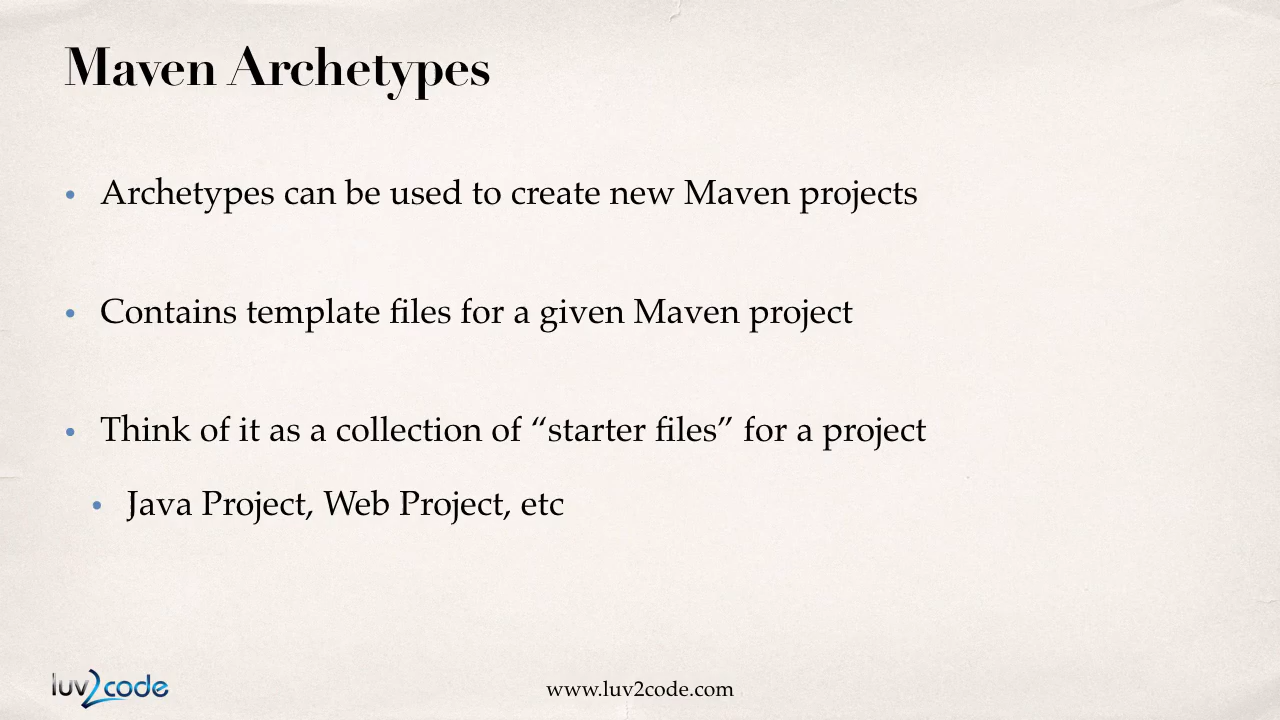 Maven Archetypes
• Archetypes can be used to create new Maven projects
• Contains template files for a given Maven project
• Think of it as a collection of “starter files” for a project
• Java Project, Web Project, etc
luv2code
www.luv2code.com